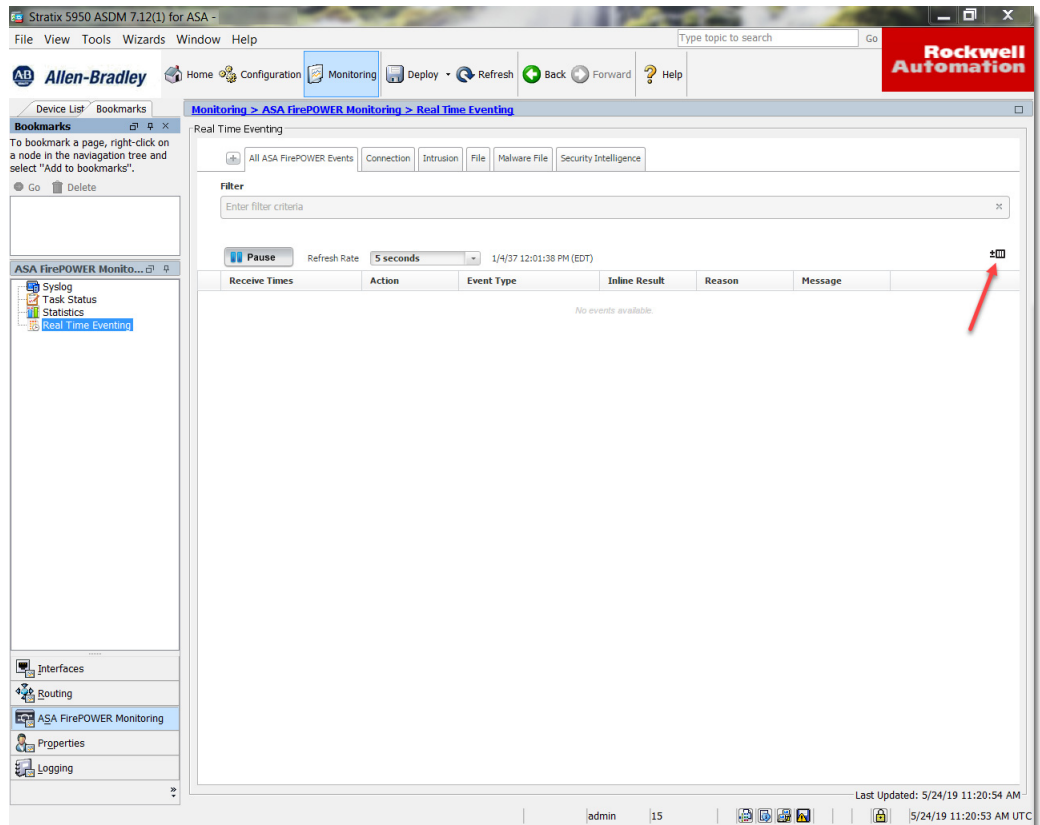 Stratix 5950 ASDM 7.12(1) for ASA -
File View Tools Wizards Window Help
Type topic to search Go
Rockwell
Automation
AB Allen-Bradley Home Configuration Monitoring Deploy Refresh Back Forward Help
Device List Bookmarks
Monitoring > ASA FirePOWER Monitoring > Real Time Eventing
Bookmarks
To bookmark a page, right-click on
a node in the naviagation tree and
select "Add to bookmarks".
Go Delete
ASA FirePOWER Monito...
Syslog
Task Status
Statistics
Real Time Eventing
Interfaces
Routing
ASA FirePOWER Monitoring
Properties
Logging
Real Time Eventing
All ASA FirePOWER Events Connection Intrusion File Malware File Security Intelligence
Filter
Enter filter criteria
Pause Refresh Rate 5 seconds 1/4/37 12:01:38 PM (EDT)
Receive Times Action Event Type Inline Result Reason Message
No events available.
Last Updated: 5/24/19 11:20:54 AM
admin 15 5/24/19 11:20:53 AM UTC